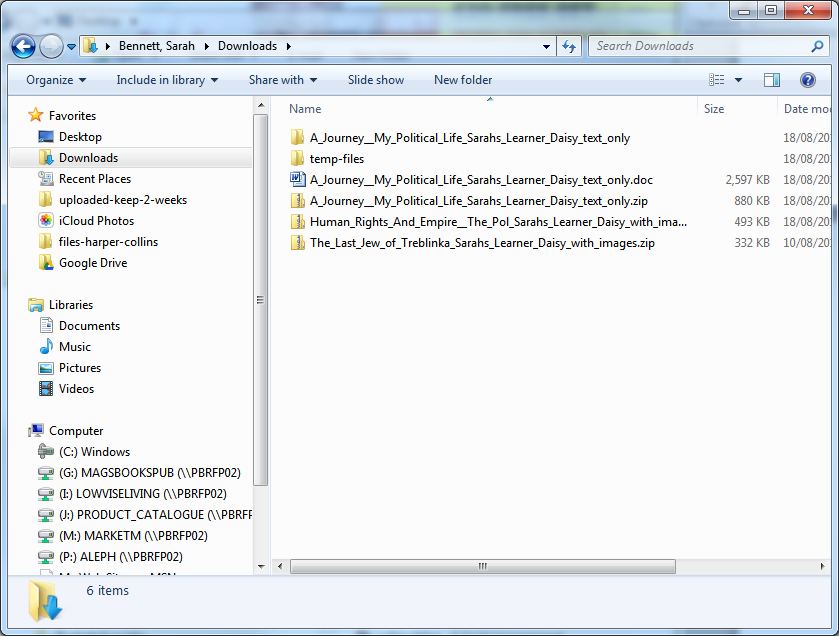 Bennett, Sarah Downloads
Search Downloads
Organize Include in library Share with Slide show New folder
Favorites
Desktop
Downloads
Recent Places
uploaded-keep-2-weeks
iCloud Photos
files-harper-collins
Google Drive
Libraries
Documents
Music
Pictures
Videos
Computer
(C:) Windows
(G:) MAGSBOOKSPUB (\\PBRFP02)
(I:) LOWVISELIVING (\\PBRFP02)
(J:) PRODUCT_CATALOGUE (\\PBRF
(M:) MARKETM (\\PBRFP02)
(P:) ALEPH (\\PBRFP02)
Name Size Date mo
A_Journey__My_Political_Life_Sarahs_Learner_Daisy_text_only 18/08/20
temp-files 18/08/20
A_Journey__My_Political_Life_Sarahs_Learner_Daisy_text_only.doc 2,597 KB 18/08/20
A_Journey__My_Political_Life_Sarahs_Learner_Daisy_text_only.zip 880 KB 18/08/20
Human_Rights_And_Empire__The_Pol_Sarahs_Learner_Daisy_with_ima... 493 KB 18/08/20
The_Last_Jew_of_Treblinka_Sarahs_Learner_Daisy_with_images.zip 332 KB 10/08/20
6 items